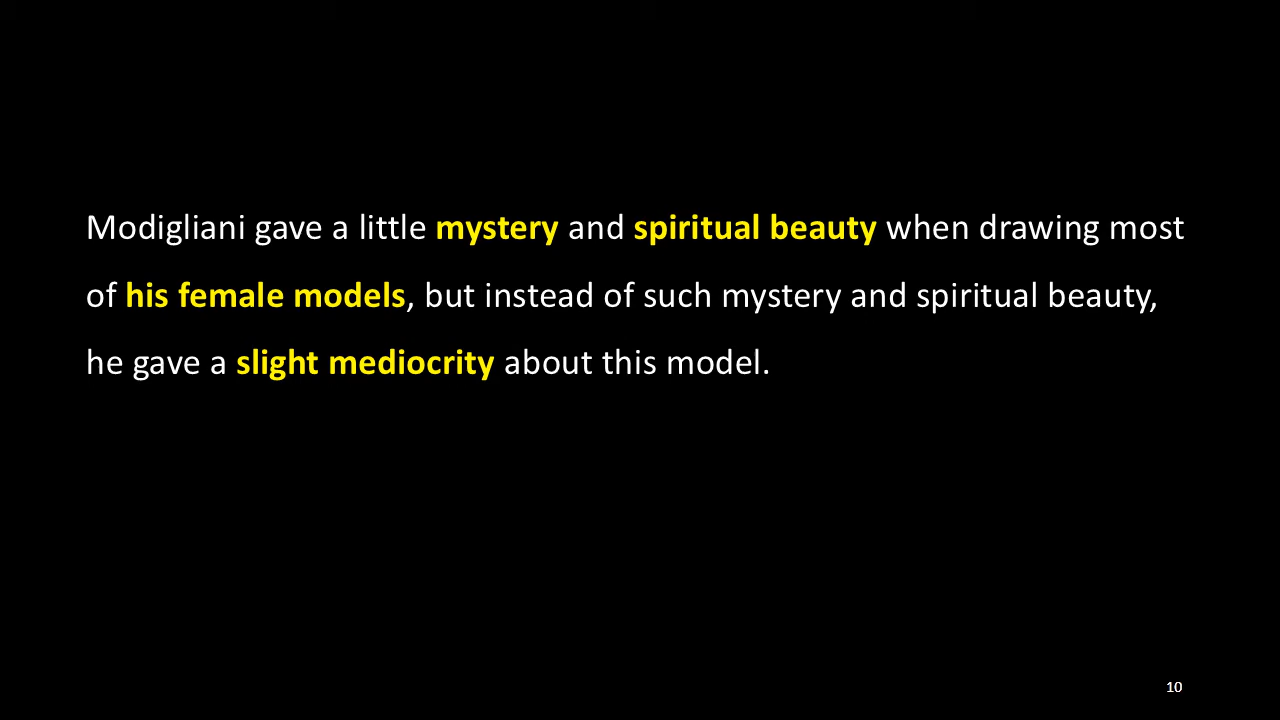 Modigliani gave a little mystery and spiritual beauty when drawing most
of his female models, but instead of such mystery and spiritual beauty,
he gave a slight mediocrity about this model.
10